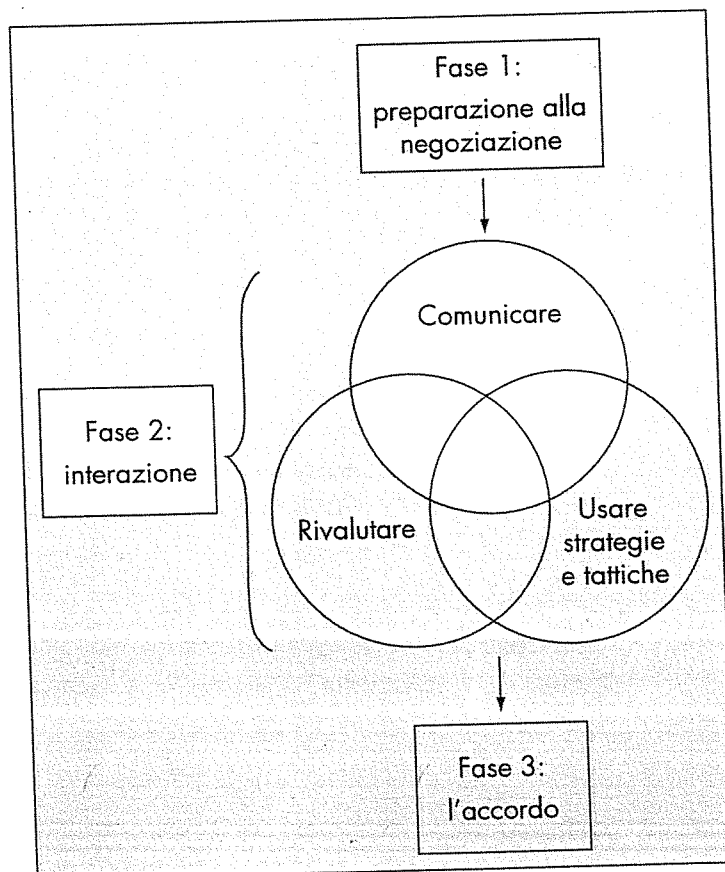 Fase 1:
preparazione alla
negoziazione
Comunicare
Fase 2:
interazione
Rivalutare
Usare
strategie
e tattiche
Fase 3:
l'accordo